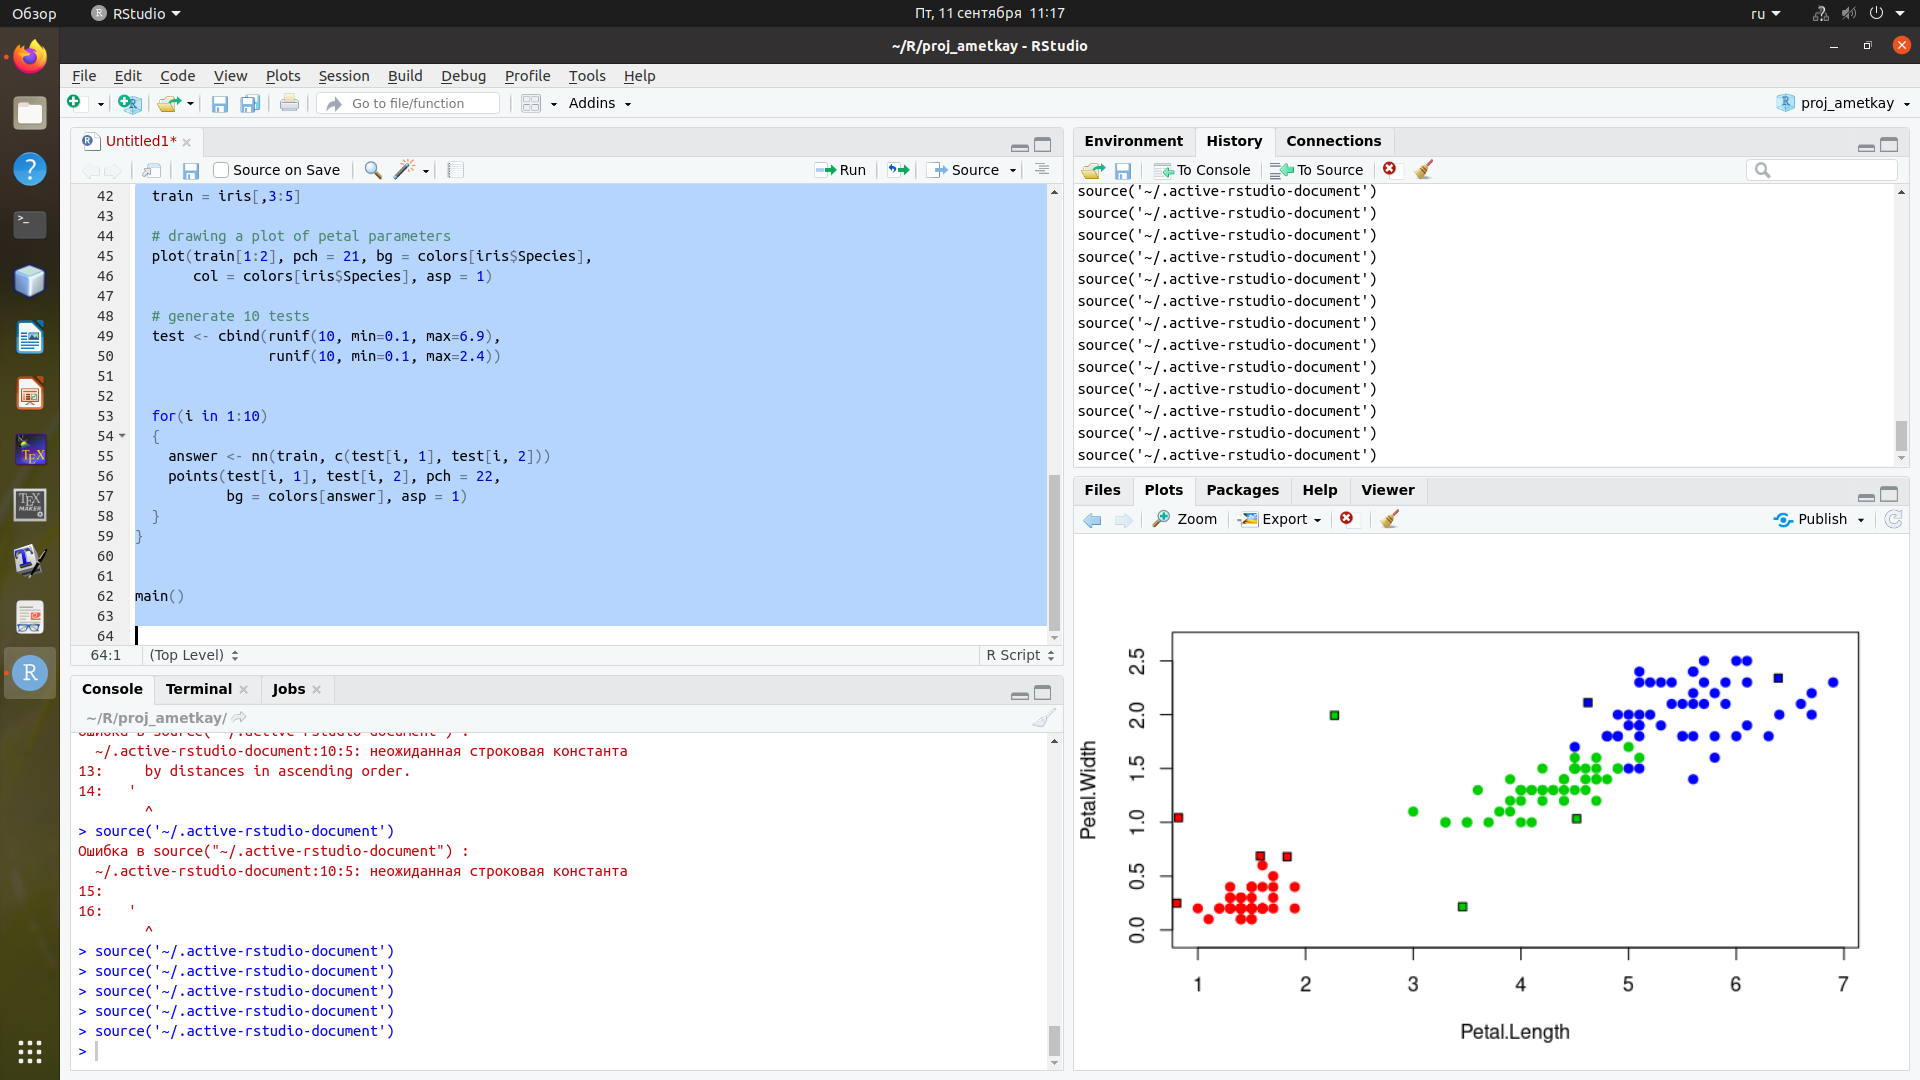 Обзор
RStudio
Пт, 11 сентября 11:17
ru
~/R/proj_ametkay - RStudio
File Edit Code View Plots Session Build Debug Profile Tools Help
Go to file/function
Addins
proj_ametkay
Untitled1*
Source on Save
Run
Source
42 train = iris[,3:5]
43
44 # drawing a plot of petal parameters
45 plot(train[1:2], pch = 21, bg = colors[iris$Species],
46 col = colors[iris$Species], asp = 1)
47
48 # generate 10 tests
49 test <- cbind(runif(10, min=0.1, max=6.9),
50 runif(10, min=0.1, max=2.4))
51
52
53 for(i in 1:10)
54 {
55 answer <- nn(train, c(test[i, 1], test[i, 2]))
56 points(test[i, 1], test[i, 2], pch = 22,
57 bg = colors[answer], asp = 1)
58 }
59 }
60
61
62 main()
63
64
64:1 (Top Level) R Script
Console Terminal Jobs
~/R/proj_ametkay/
Ошибка в source("~/.active-rstudio-document") :
~/.active-rstudio-document:10:5: неожиданная строковая константа
13: by distances in ascending order.
14: '
^
> source('~/.active-rstudio-document')
Ошибка в source("~/.active-rstudio-document") :
~/.active-rstudio-document:10:5: неожиданная строковая константа
15:
16: '
^
> source('~/.active-rstudio-document')
> source('~/.active-rstudio-document')
> source('~/.active-rstudio-document')
> source('~/.active-rstudio-document')
> source('~/.active-rstudio-document')
>
Environment History Connections
To Console To Source
source('~/.active-rstudio-document')
source('~/.active-rstudio-document')
source('~/.active-rstudio-document')
source('~/.active-rstudio-document')
source('~/.active-rstudio-document')
source('~/.active-rstudio-document')
source('~/.active-rstudio-document')
source('~/.active-rstudio-document')
source('~/.active-rstudio-document')
source('~/.active-rstudio-document')
source('~/.active-rstudio-document')
source('~/.active-rstudio-document')
source('~/.active-rstudio-document')
Files Plots Packages Help Viewer
Zoom Export Publish
Petal.Width
2.5
2.0
1.5
1.0
0.5
0.0
1 2 3 4 5 6 7
Petal.Length
TEX
TEX MAKER